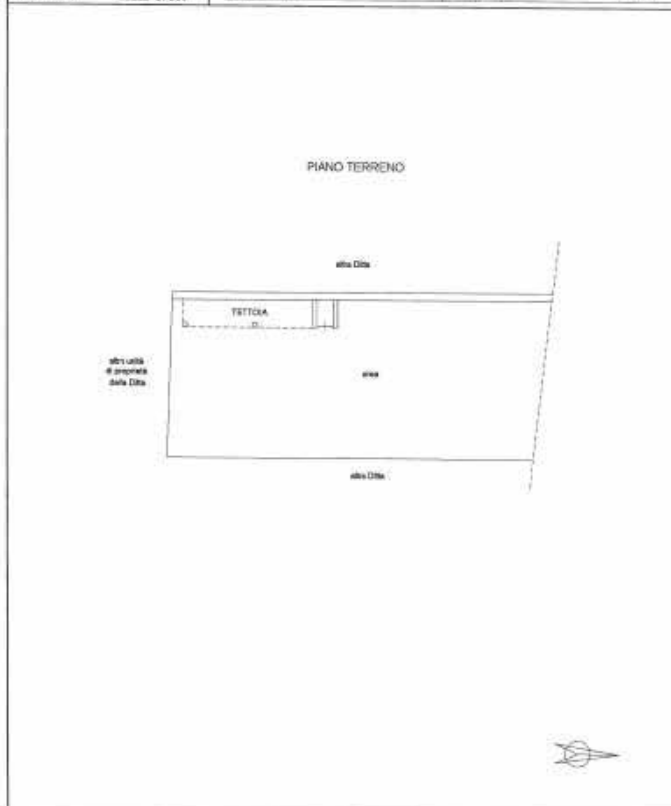 PIANO TERRENO
altra Ditta
TETTOIA
altra unità
di proprietà
della Ditta
area
altra Ditta